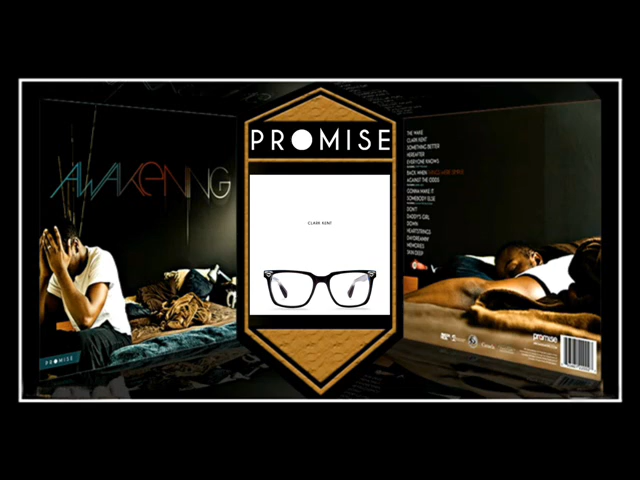 PROMISE
AWAKENING
CLARK KENT
PROMISE
THE WAKE
CLARK KENT
SOMETHING BETTER
HEREAFTER
EVERYONE KNOWS
BACK WHEN
AGAINST THE ODDS
GONNA MAKE IT
SOMEBODY ELSE
DON'T
DADDY'S GIRL
DOWN
HEARTSTRINGS
DAYDREAMIN'
MEMORIES
SKIN DEEP
Canada
promise